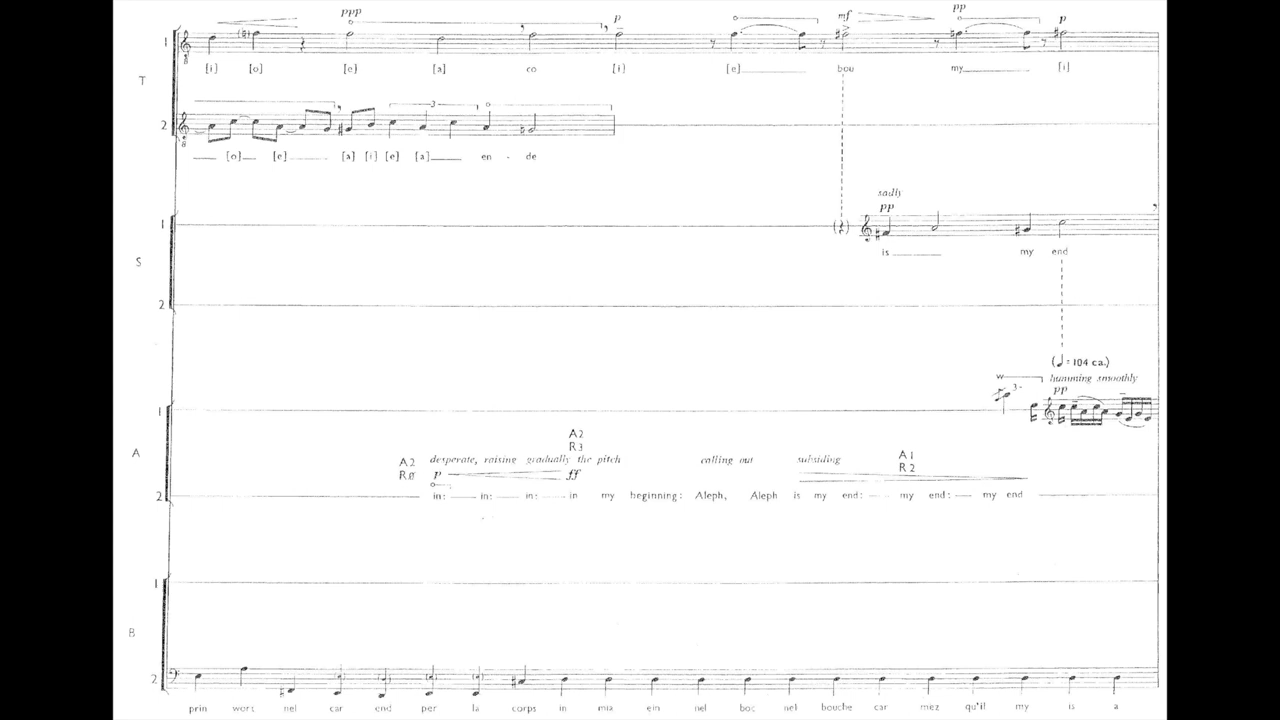 ppp p mf pp p
1
[i] [o] [a] co [i] [e] bou my [i]
T
3
2
[o] [e] [a] [i] [e] [a] en - de
sadly
pp
1
is my end
S
2
(♩ = 104 ca.)
w 3 humming smoothly
pp
1
A
A2
R3
A2 desperate, raising gradually the pitch calling out subsiding A1
RØ p ff R2
2 in: in: in: in my beginning: Aleph, Aleph is my end: my end: my end
1
B
2
prin wort nel car end per la corps in mia ein nel boc nel bouche car mez qu'il my is a